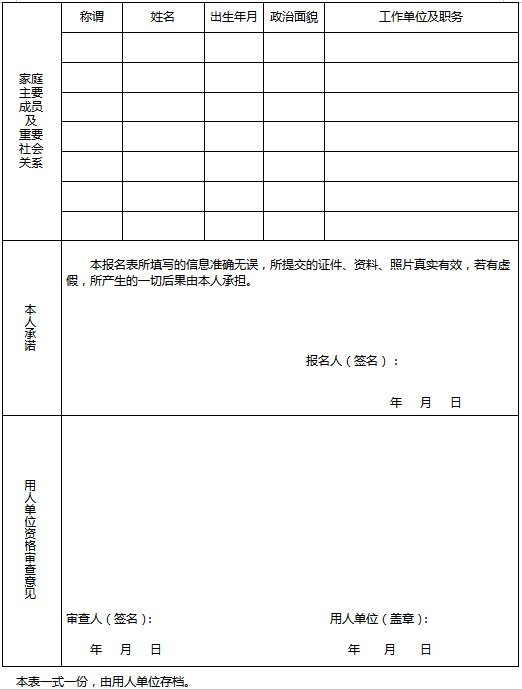 称谓 姓名 出生年月 政治面貌 工作单位及职务
家庭
主要
成员
及
重要
社会
关系
本报名表所填写的信息准确无误，所提交的证件、资料、照片真实有效，若有虚
假，所产生的一切后果由本人承担。
本人承诺
报名人（签名）：
年 月 日
用人单位资格审查意见
审查人（签名）： 用人单位（盖章）：
年 月 日 年 月 日
本表一式一份，由用人单位存档。